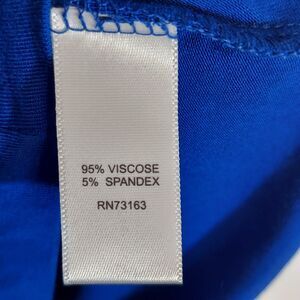 95% VISCOSE
5% SPANDEX
RN73163